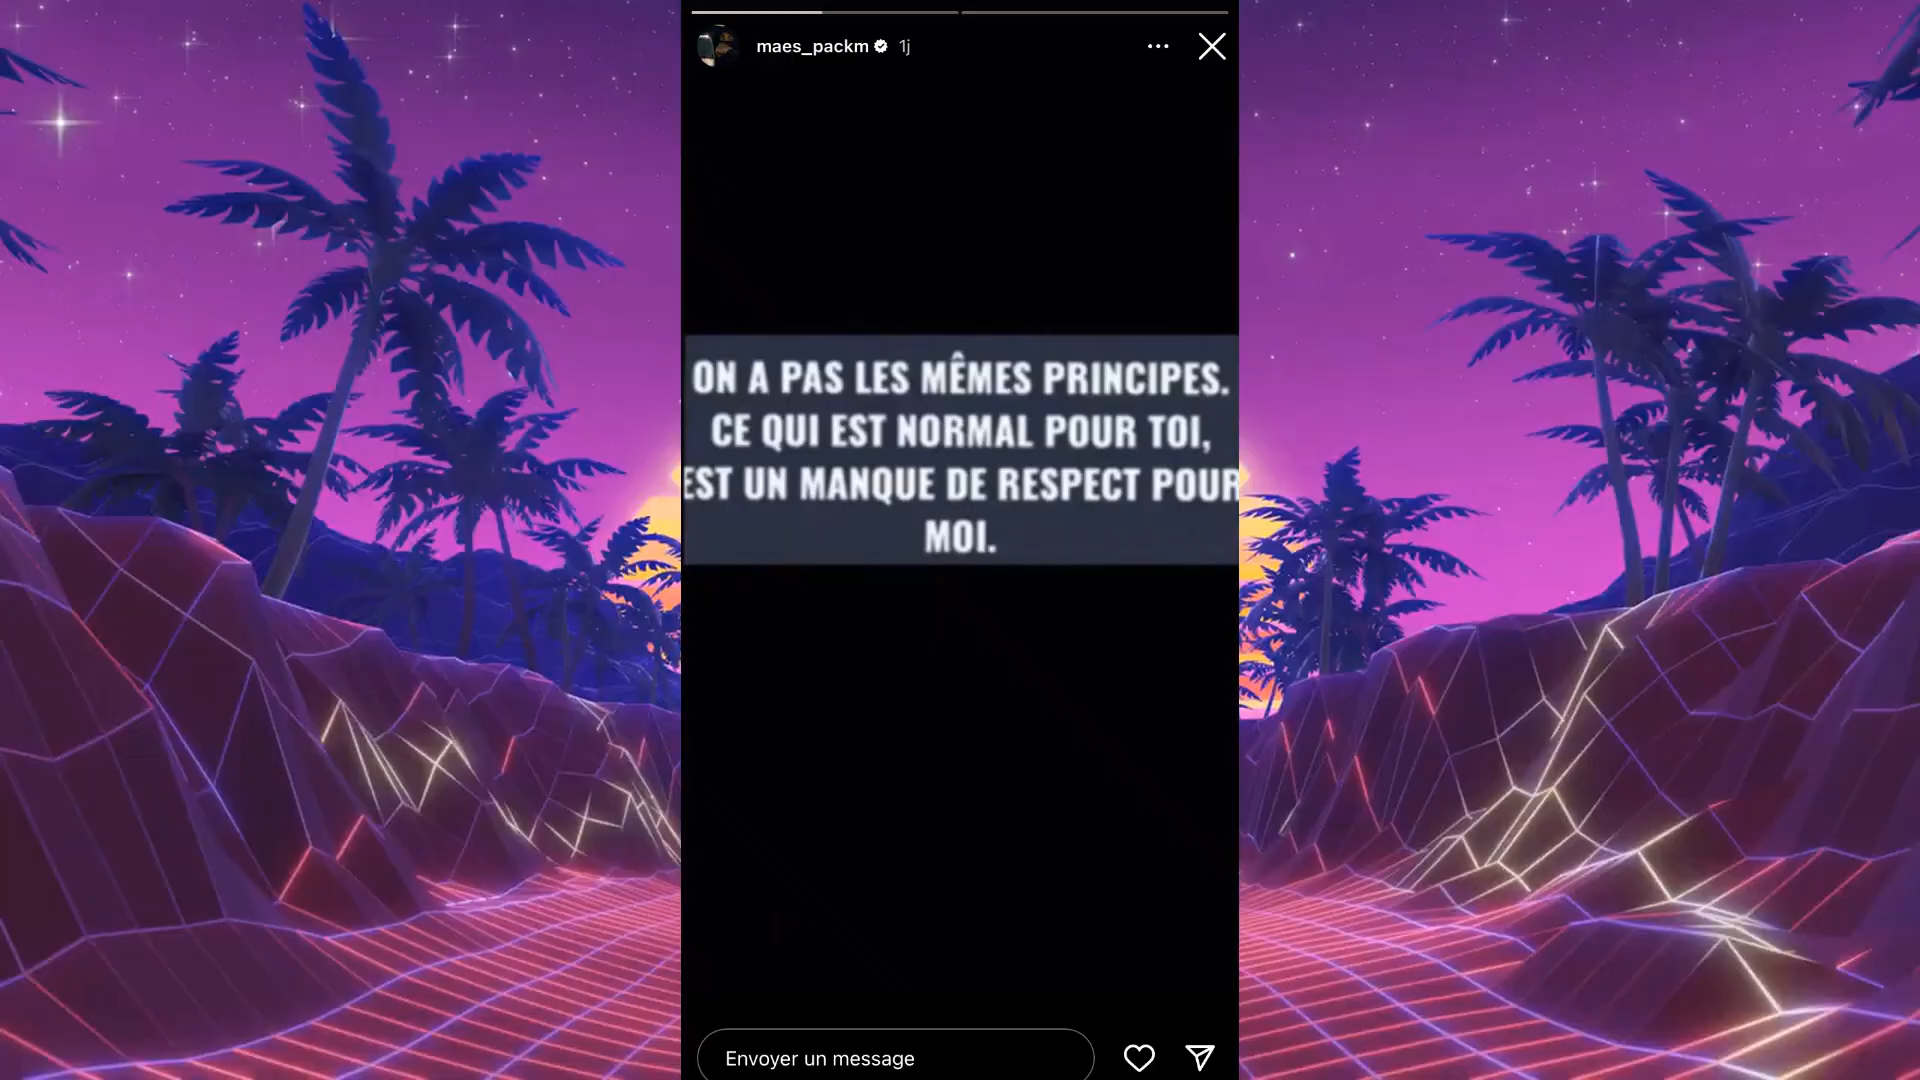 maes_packm 1j
ON A PAS LES MÊMES PRINCIPES.
CE QUI EST NORMAL POUR TOI,
EST UN MANQUE DE RESPECT POUR
MOI.
Envoyer un message